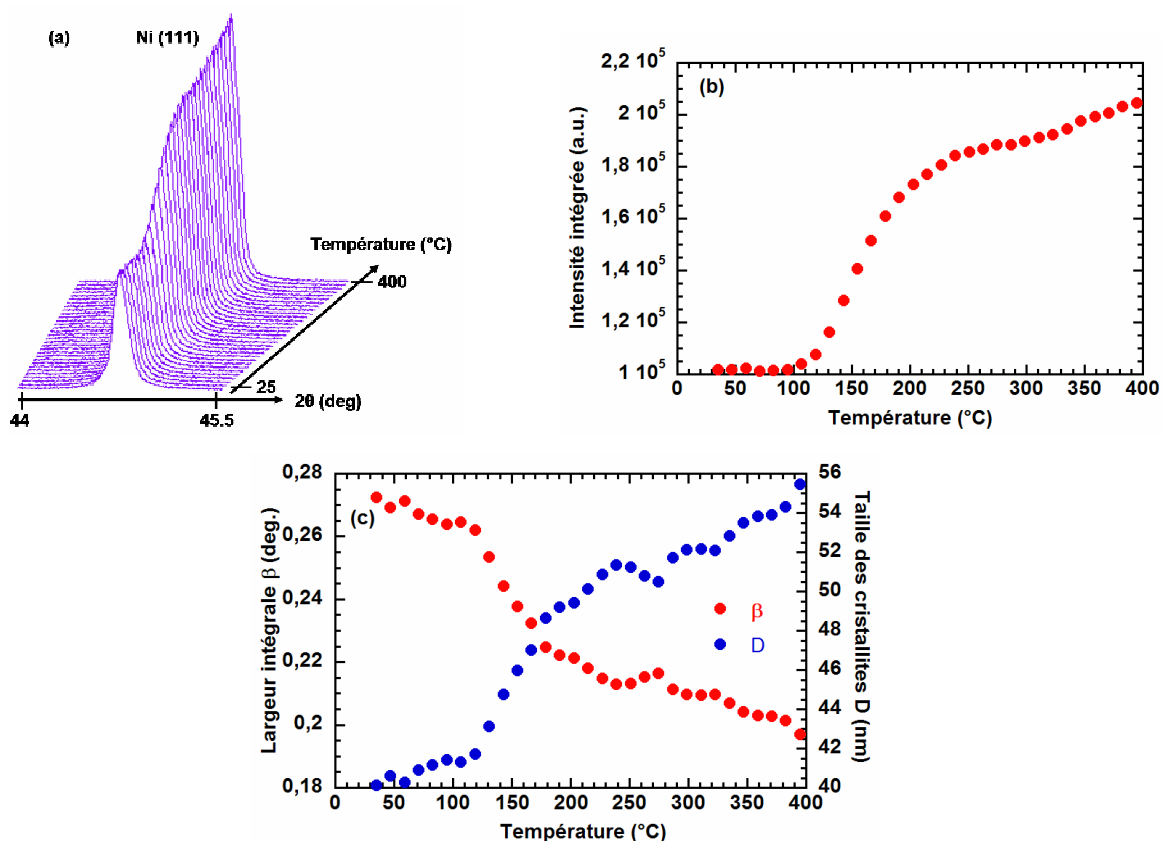 (a)
Ni (111)
Température (°C)
400
25
2θ (deg)
44
45.5
(b)
Intensité intégrée (a.u.)
2,2 10⁵
2 10⁵
1,8 10⁵
1,6 10⁵
1,4 10⁵
1,2 10⁵
1 10⁵
0 50 100 150 200 250 300 350 400
Température (°C)
(c)
Largeur intégrale β (deg.)
0,28
0,26
0,24
0,22
0,2
0,18
β
D
56
54
52
50
48
46
44
42
40
Taille des cristallites D (nm)
0 50 100 150 200 250 300 350 400
Température (°C)